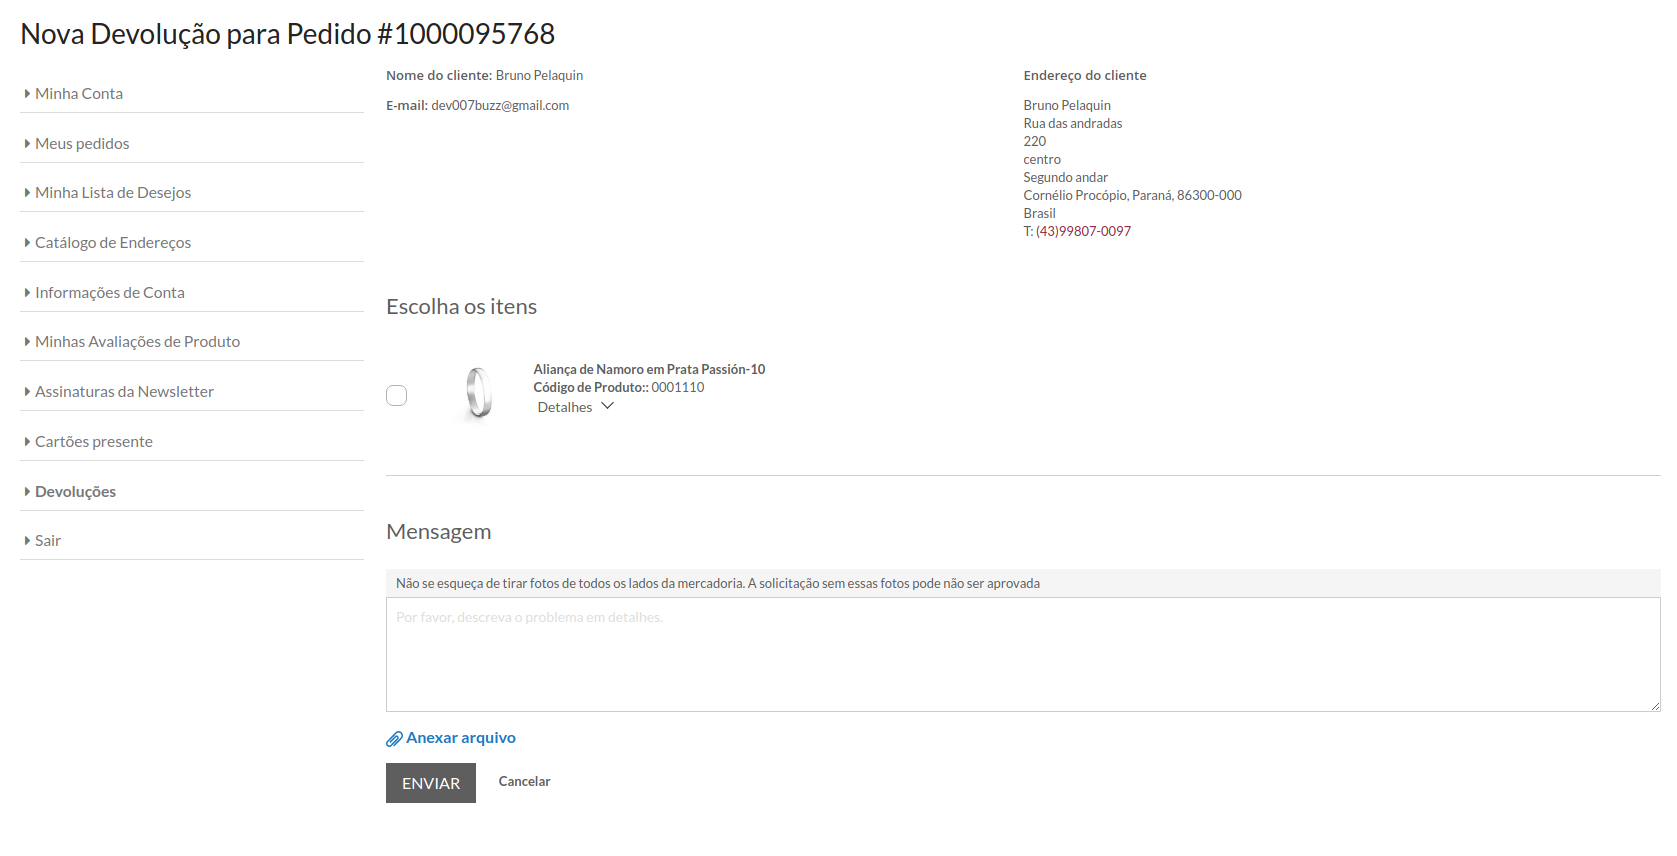 Nova Devolução para Pedido #1000095768
Minha Conta
Meus pedidos
Minha Lista de Desejos
Catálogo de Endereços
Informações de Conta
Minhas Avaliações de Produto
Assinaturas da Newsletter
Cartões presente
Devoluções
Sair
Nome do cliente: Bruno Pelaquin
E-mail: dev007buzz@gmail.com
Endereço do cliente
Bruno Pelaquin
Rua das andradas
220
centro
Segundo andar
Cornélio Procópio, Paraná, 86300-000
Brasil
T: (43)99807-0097
Escolha os itens
Aliança de Namoro em Prata Passión-10
Código de Produto:: 0001110
Detalhes
Mensagem
Não se esqueça de tirar fotos de todos os lados da mercadoria. A solicitação sem essas fotos pode não ser aprovada
Por favor, descreva o problema em detalhes.
Anexar arquivo
ENVIAR
Cancelar